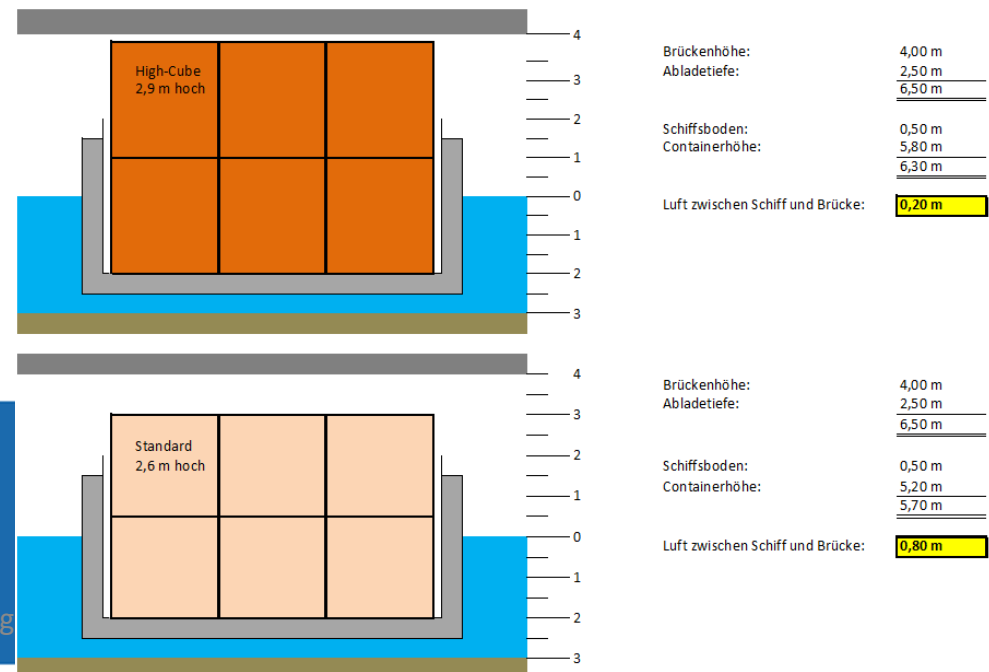 High-Cube
2,9 m hoch
4
3
2
1
0
1
2
3
Brückenhöhe: 4,00 m
Abladetiefe: 2,50 m
6,50 m
Schiffsboden: 0,50 m
Containerhöhe: 5,80 m
6,30 m
Luft zwischen Schiff und Brücke: 0,20 m
Standard
2,6 m hoch
4
3
2
1
0
1
2
3
Brückenhöhe: 4,00 m
Abladetiefe: 2,50 m
6,50 m
Schiffsboden: 0,50 m
Containerhöhe: 5,20 m
5,70 m
Luft zwischen Schiff und Brücke: 0,80 m
g